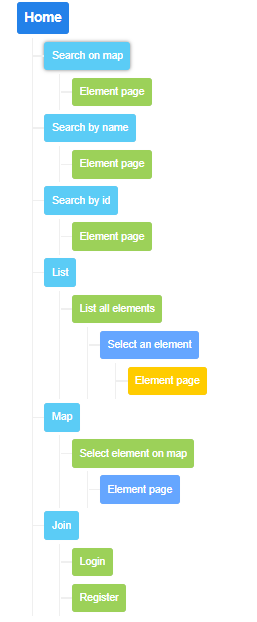 Home
Search on map
Element page
Search by name
Element page
Search by id
Element page
List
List all elements
Select an element
Element page
Map
Select element on map
Element page
Join
Login
Register